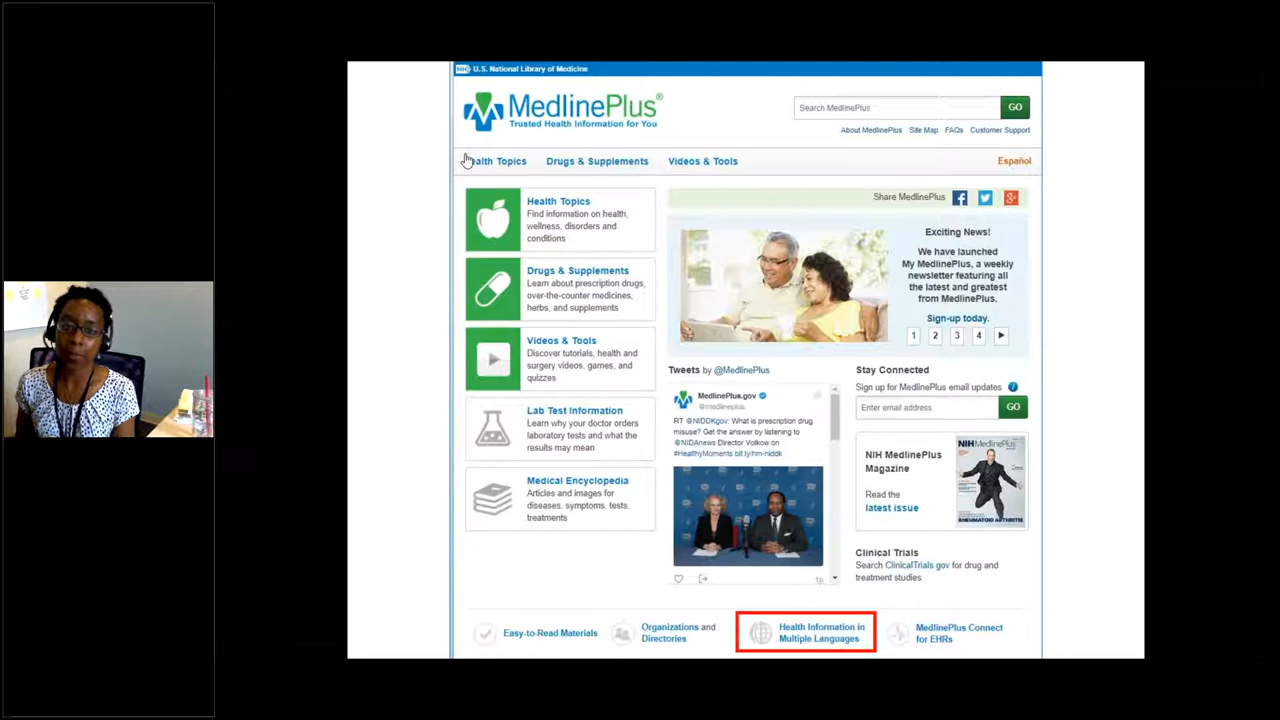 U.S. National Library of Medicine
MedlinePlus®
Trusted Health Information for You
Search MedlinePlus
GO
About MedlinePlus Site Map FAQs Customer Support
Health Topics Drugs & Supplements Videos & Tools
Español
Health Topics
Find information on health,
wellness, disorders and
conditions
Drugs & Supplements
Learn about prescription drugs,
over-the-counter medicines,
herbs, and supplements
Videos & Tools
Discover tutorials, health and
surgery videos, games, and
quizzes
Lab Test Information
Learn why your doctor orders
laboratory tests and what the
results may mean
Medical Encyclopedia
Articles and images for
diseases, symptoms, tests,
treatments
Share MedlinePlus
Exciting News!
We have launched
My MedlinePlus, a weekly
newsletter featuring all
the latest and greatest
from MedlinePlus.
Sign-up today.
1 2 3 4
Tweets by @MedlinePlus
MedlinePlus.gov
@medlineplus
RT @NIDDKgov: What is prescription drug
misuse? Get the answer by listening to
@NIDAnews Director Volkow on
#HealthyMoments bit.ly/hm-niddk
Stay Connected
Sign up for MedlinePlus email updates
Enter email address
GO
NIH MedlinePlus
Magazine
Read the
latest issue
NIH MedlinePlus
RHEUMATOID ARTHRITIS
Clinical Trials
Search ClinicalTrials.gov for drug and
treatment studies.
Easy-to-Read Materials
Organizations and
Directories
Health Information in
Multiple Languages
MedlinePlus Connect
for EHRs